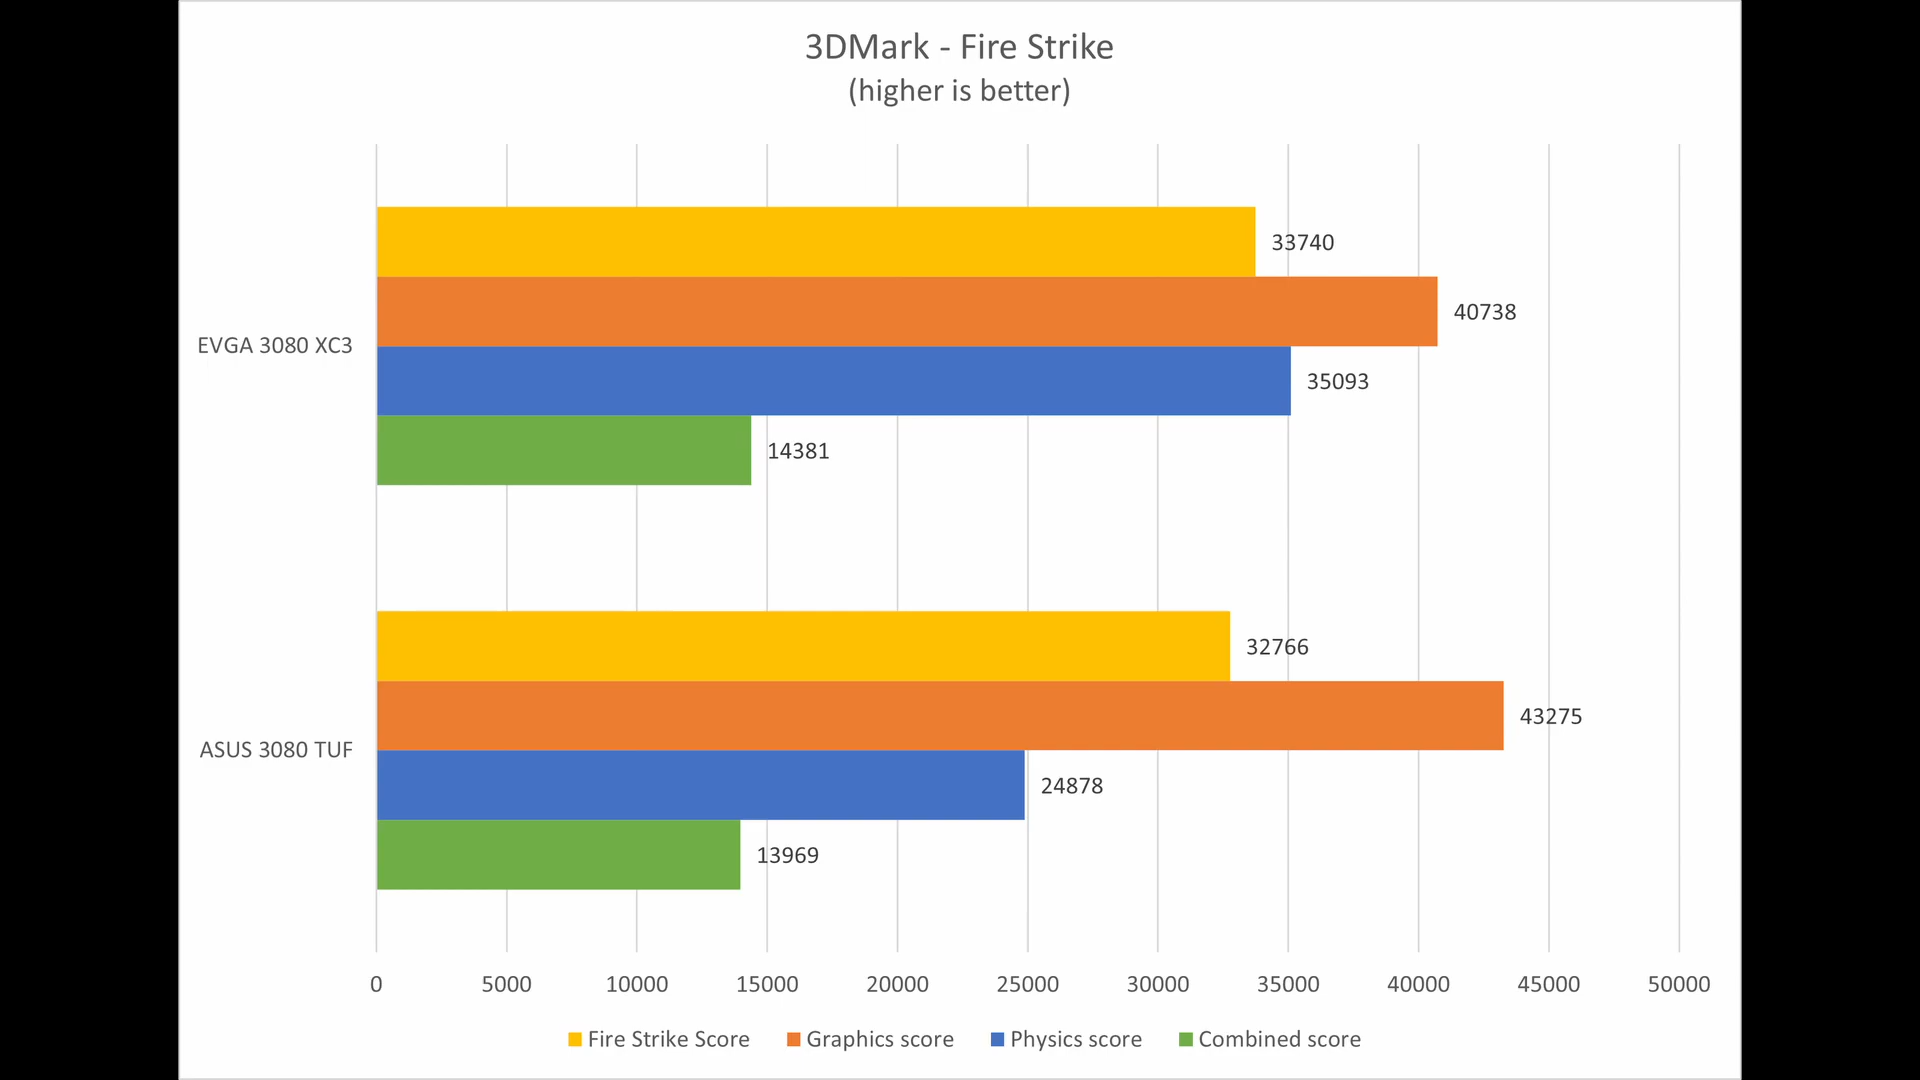 3DMark - Fire Strike
(higher is better)
EVGA 3080 XC3
33740
40738
35093
14381
ASUS 3080 TUF
32766
43275
24878
13969
0 5000 10000 15000 20000 25000 30000 35000 40000 45000 50000
Fire Strike Score Graphics score Physics score Combined score